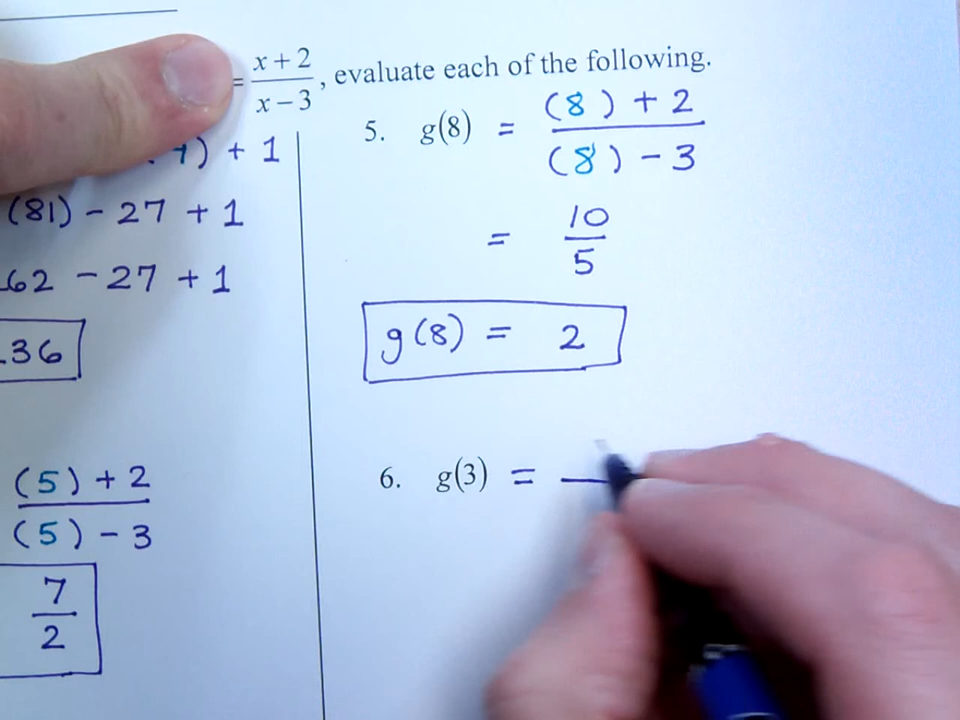 = x + 2 / x − 3 , evaluate each of the following.
) + 1
(81) − 27 + 1
62 − 27 + 1
36
(5) + 2
(5) − 3
7
2
5. g(8) = (8) + 2 / (8) − 3
= 10 / 5
g(8) = 2
6. g(3) =